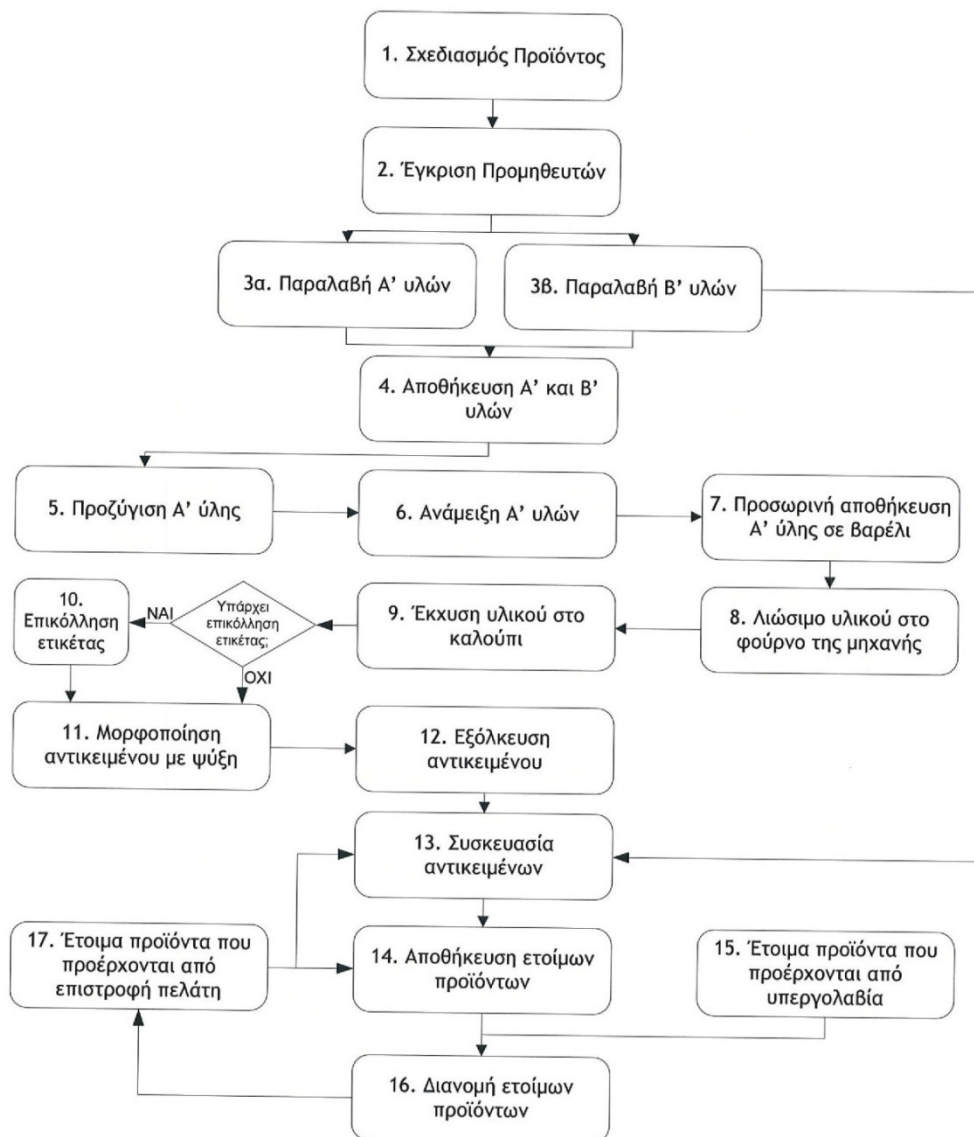 1. Σχεδιασμός Προϊόντος
2. Έγκριση Προμηθευτών
3α. Παραλαβή Α' υλών
3β. Παραλαβή Β' υλών
4. Αποθήκευση Α' και Β'
υλών
5. Προζύγιση Α' ύλης
6. Ανάμειξη Α' υλών
7. Προσωρινή αποθήκευση
Α' ύλης σε βαρέλι
8. Λιώσιμο υλικού στο
φούρνο της μηχανής
9. Έκχυση υλικού στο
καλούπι
Υπάρχει
επικόλληση
ετικέτας;
ΝΑΙ
ΟΧΙ
10.
Επικόλληση
ετικέτας
11. Μορφοποίηση
αντικειμένου με ψύξη
12. Εξόλκευση
αντικειμένου
13. Συσκευασία
αντικειμένων
14. Αποθήκευση ετοίμων
προϊόντων
15. Έτοιμα προϊόντα που
προέρχονται από
υπεργολαβία
16. Διανομή ετοίμων
προϊόντων
17. Έτοιμα προϊόντα που
προέρχονται από
επιστροφή πελάτη